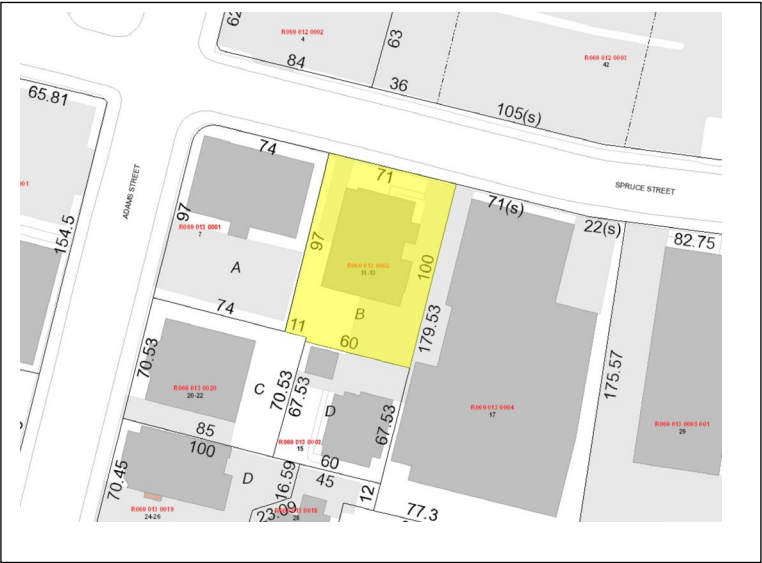 62
R069 012 0002
4
63
84
36
R069 012 0003
42
105(s)
65.81
74
71
ADAMS STREET
SPRUCE STREET
71(s)
22(s)
82.75
97
R069 013 0001
7
A
154.5
97
R069 013 0002
11-13
100
B
74
11
60
179.53
175.57
70.53
R069 013 0020
20-22
C
70.53
67.53
D
67.53
R069 013 0004
17
R069 013 0005 001
29
85
100
R069 013 0003
15
60
70.45
D
16.59
45
12
R069 013 0019
24-26
23.09
R069 013 0018
28
77.3